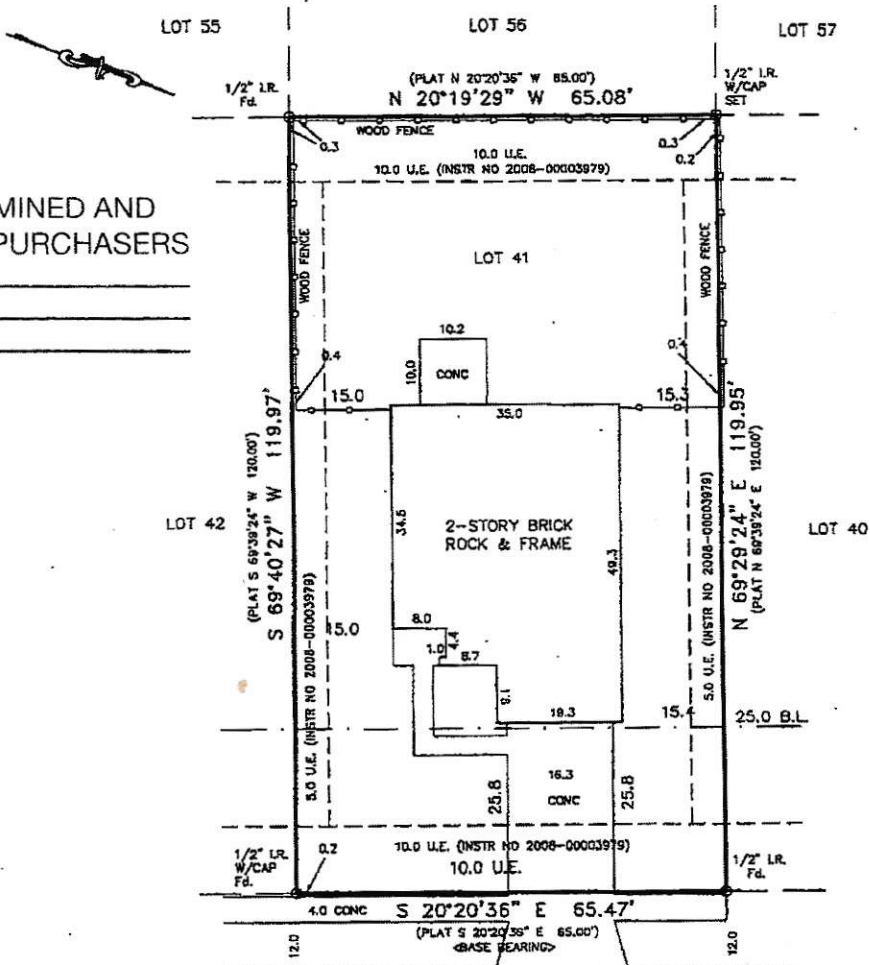 LOT 55
LOT 56
LOT 57
1/2" I.R.
Fd.
(PLAT N 20°20'36" W 65.00')
N 20°19'29" W 65.08'
1/2" I.R.
W/CAP
SET
0.3
WOOD FENCE
0.3
0.2
10.0 U.E.
10.0 U.E. (INSTR NO 2008-00003979)
MINED AND
PURCHASERS
WOOD FENCE
LOT 41
WOOD FENCE
10.2
10.0
CONC
0.4
0.4
15.0
35.0
15.3
(PLAT S 69°39'24" W 120.00')
S 69°40'27" W 119.97'
N 69°29'24" E 119.95'
(PLAT N 69°39'24" E 120.00')
LOT 42
34.5
2-STORY BRICK
ROCK & FRAME
49.3
LOT 40
5.0 U.E. (INSTR NO 2008-00003979)
5.0 U.E. (INSTR NO 2008-00003979)
15.0
8.0
4.4
1.0
8.7
9.1
19.3
15.4
25.0 B.L.
25.8
16.3
CONC
25.8
10.0 U.E. (INSTR NO 2008-00003979)
10.0 U.E.
1/2" I.R.
W/CAP
Fd.
0.2
1/2" I.R.
Fd.
4.0 CONC
S 20°20'36" E 65.47'
(PLAT S 20°20'36" E 65.00')
<BASE BEARING>
12.0
12.0